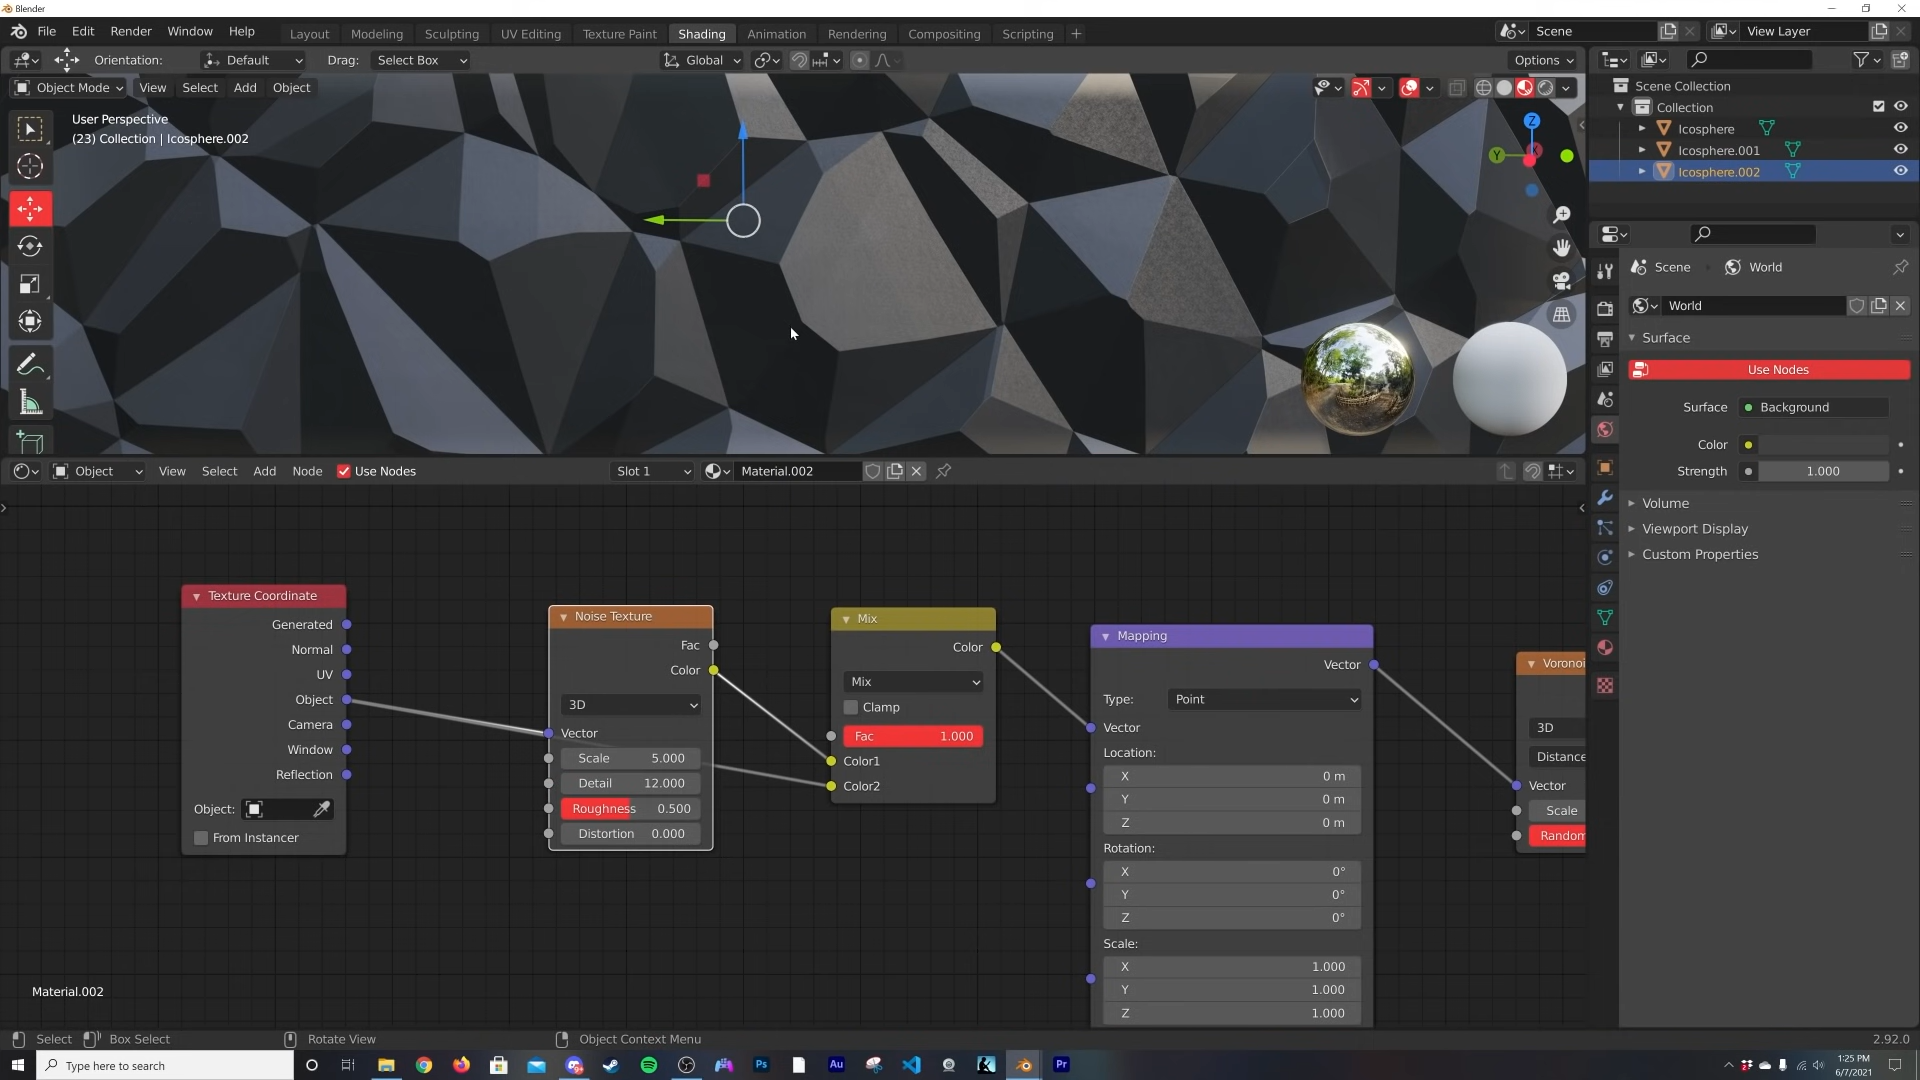 Blender
File Edit Render Window Help
Layout Modeling Sculpting UV Editing Texture Paint Shading Animation Rendering Compositing Scripting +
Scene
View Layer
Orientation: Default Drag: Select Box
Global
Options
Object Mode View Select Add Object
User Perspective
(23) Collection | Icosphere.002
Z
Y
Scene Collection
Collection
Icosphere
Icosphere.001
Icosphere.002
Scene World
World
Surface
Use Nodes
Surface Background
Color
Strength 1.000
Volume
Viewport Display
Custom Properties
Object View Select Add Node Use Nodes
Slot 1 Material.002
Texture Coordinate
Generated
Normal
UV
Object
Camera
Window
Reflection
Object:
From Instancer
Noise Texture
Fac
Color
3D
Vector
Scale 5.000
Detail 12.000
Roughness 0.500
Distortion 0.000
Mix
Color
Mix
Clamp
Fac 1.000
Color1
Color2
Mapping
Vector
Type: Point
Vector
Location:
X 0 m
Y 0 m
Z 0 m
Rotation:
X 0°
Y 0°
Z 0°
Scale:
X 1.000
Y 1.000
Z 1.000
Voronoi
3D
Distance
Vector
Scale
Random
Material.002
Select Box Select Rotate View Object Context Menu
2.92.0
Type here to search
Ps
Au
Pr
1:25 PM
6/7/2021